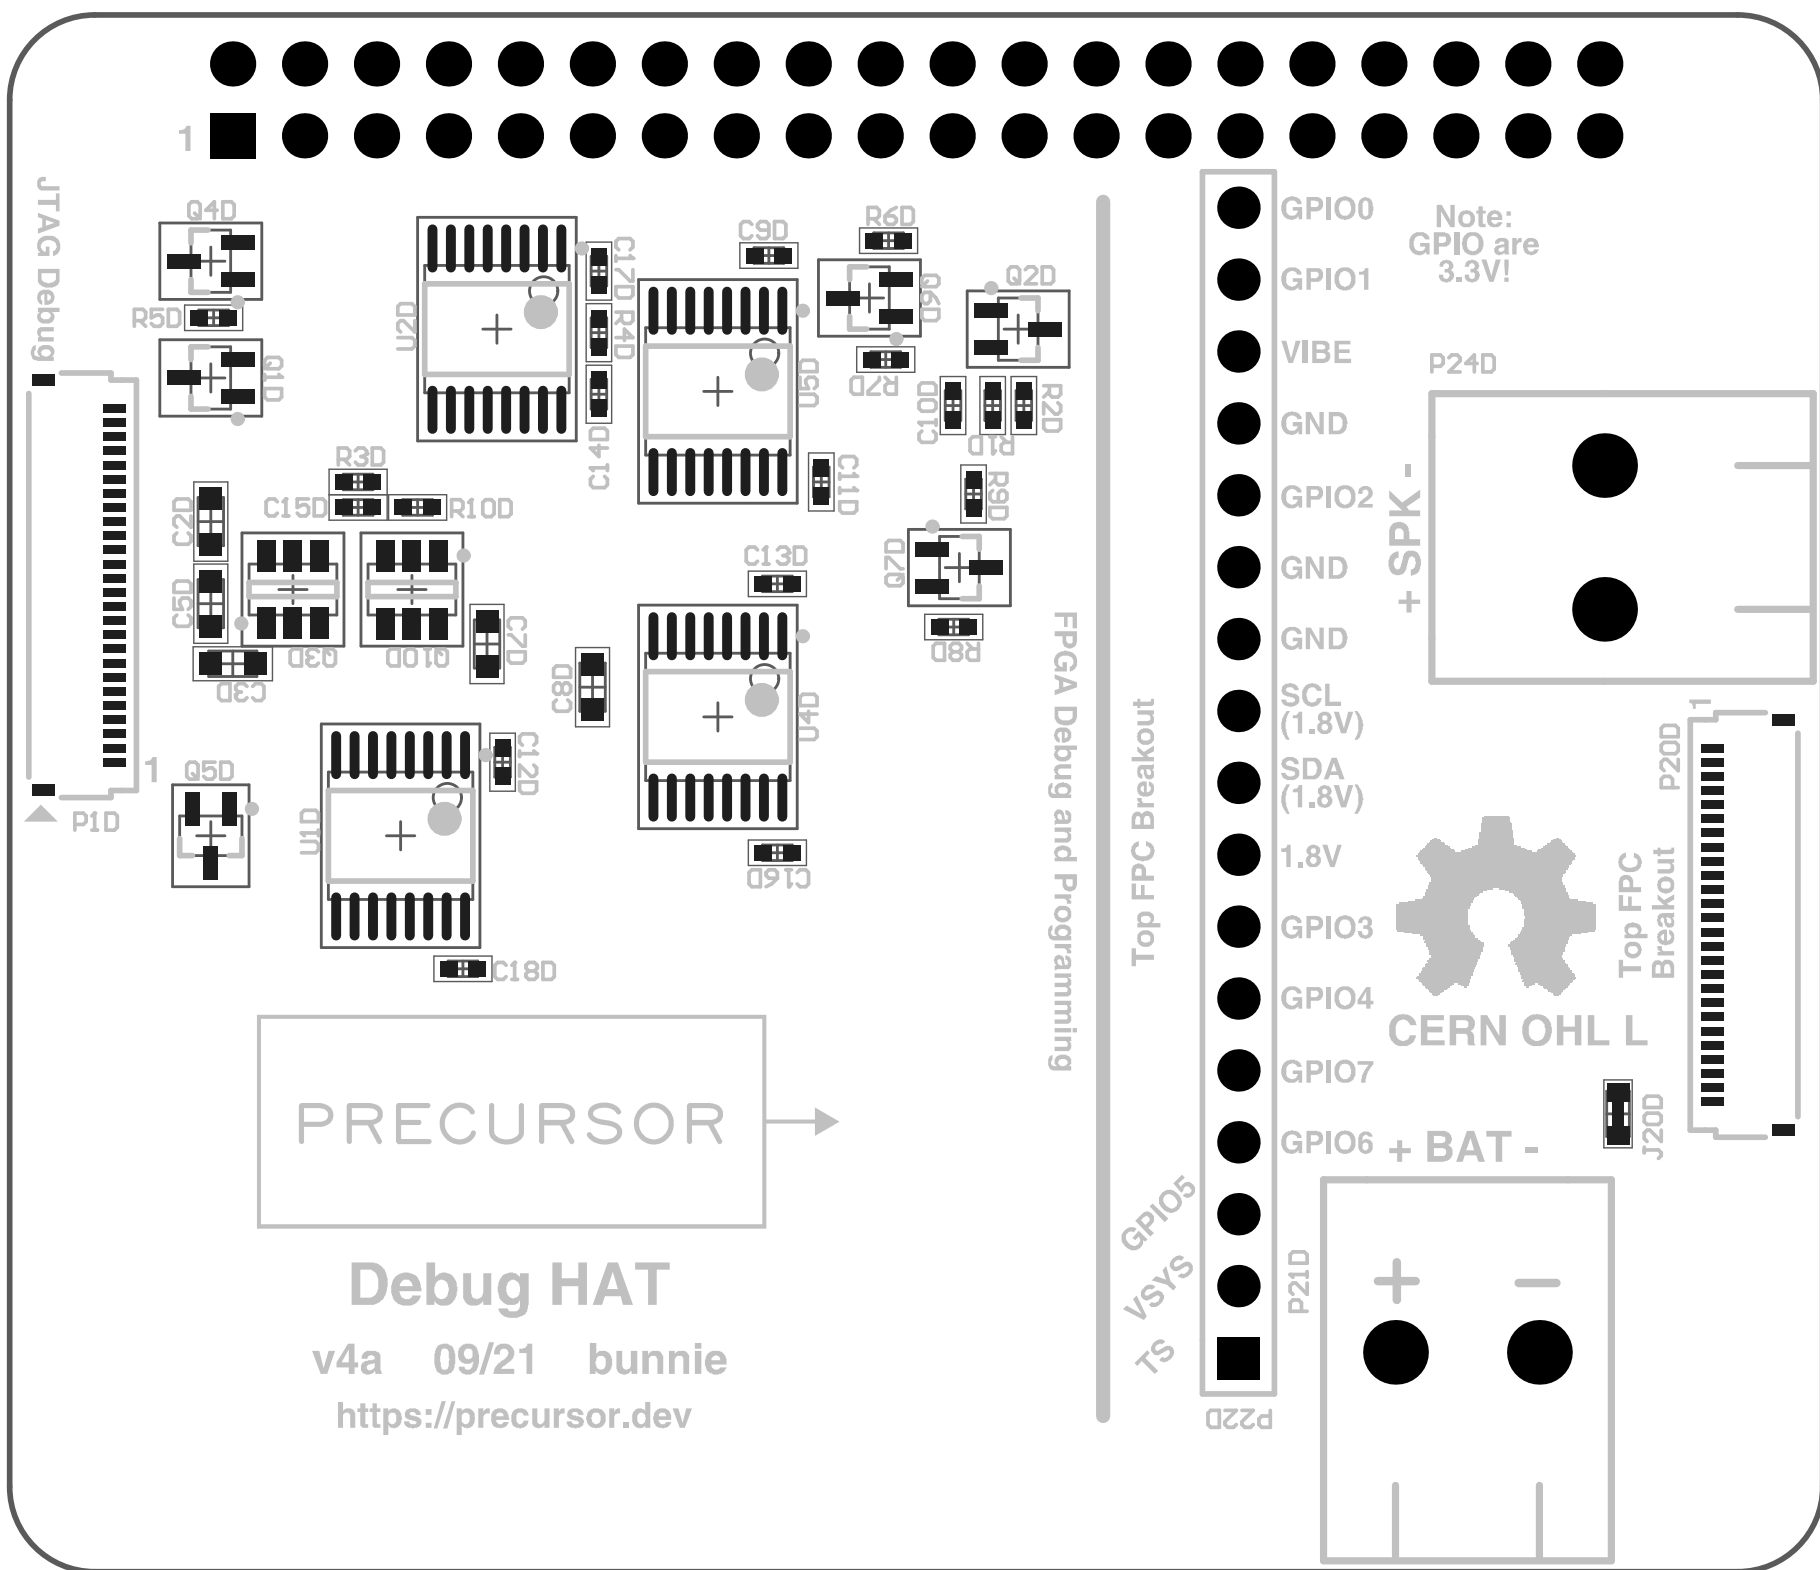 1
JTAG Debug
Q4D
R5D
Q1D
U2D
C17D
R4D
C14D
C9D
U5D
R6D
Q6D
R7D
Q2D
C10D
R1D
R2D
C11D
R9D
Q7D
R8D
R3D
C15D
R10D
C2D
C5D
C3D
Q3D
Q10D
C7D
C8D
C13D
U4D
C16D
1
P1D
Q5D
U1D
C12D
C18D
FPGA Debug and Programming
Top FPC Breakout
GPIO0
GPIO1
VIBE
GND
GPIO2
GND
GND
SCL
(1.8V)
SDA
(1.8V)
1.8V
GPIO3
GPIO4
GPIO7
GPIO6
GPIO5
VSYS
TS
P22D
Note:
GPIO are
3.3V!
P24D
+ SPK -
1
P20D
Top FPC
Breakout
CERN OHL L
J20D
+ BAT -
P21D
+ -
PRECURSOR
Debug HAT
v4a 09/21 bunnie
https://precursor.dev